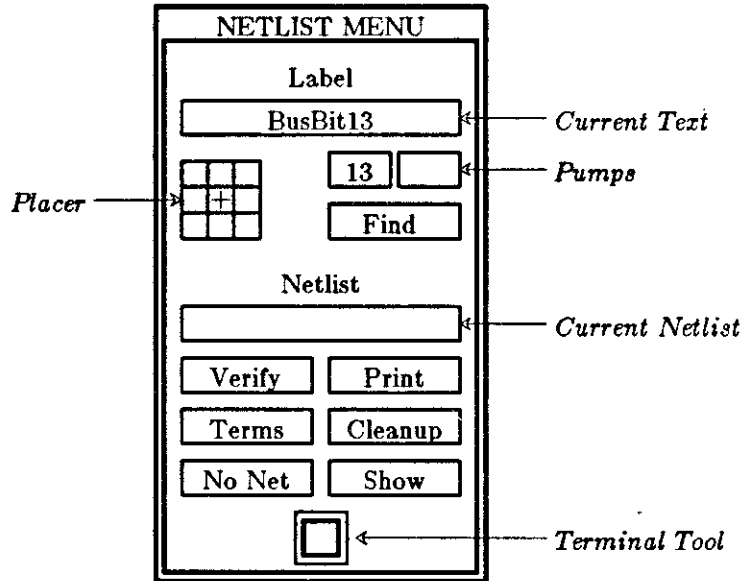 NETLIST MENU
Label
BusBit13
Current Text
13
Pumps
Placer
Find
Netlist
Current Netlist
Verify Print
Terms Cleanup
No Net Show
Terminal Tool